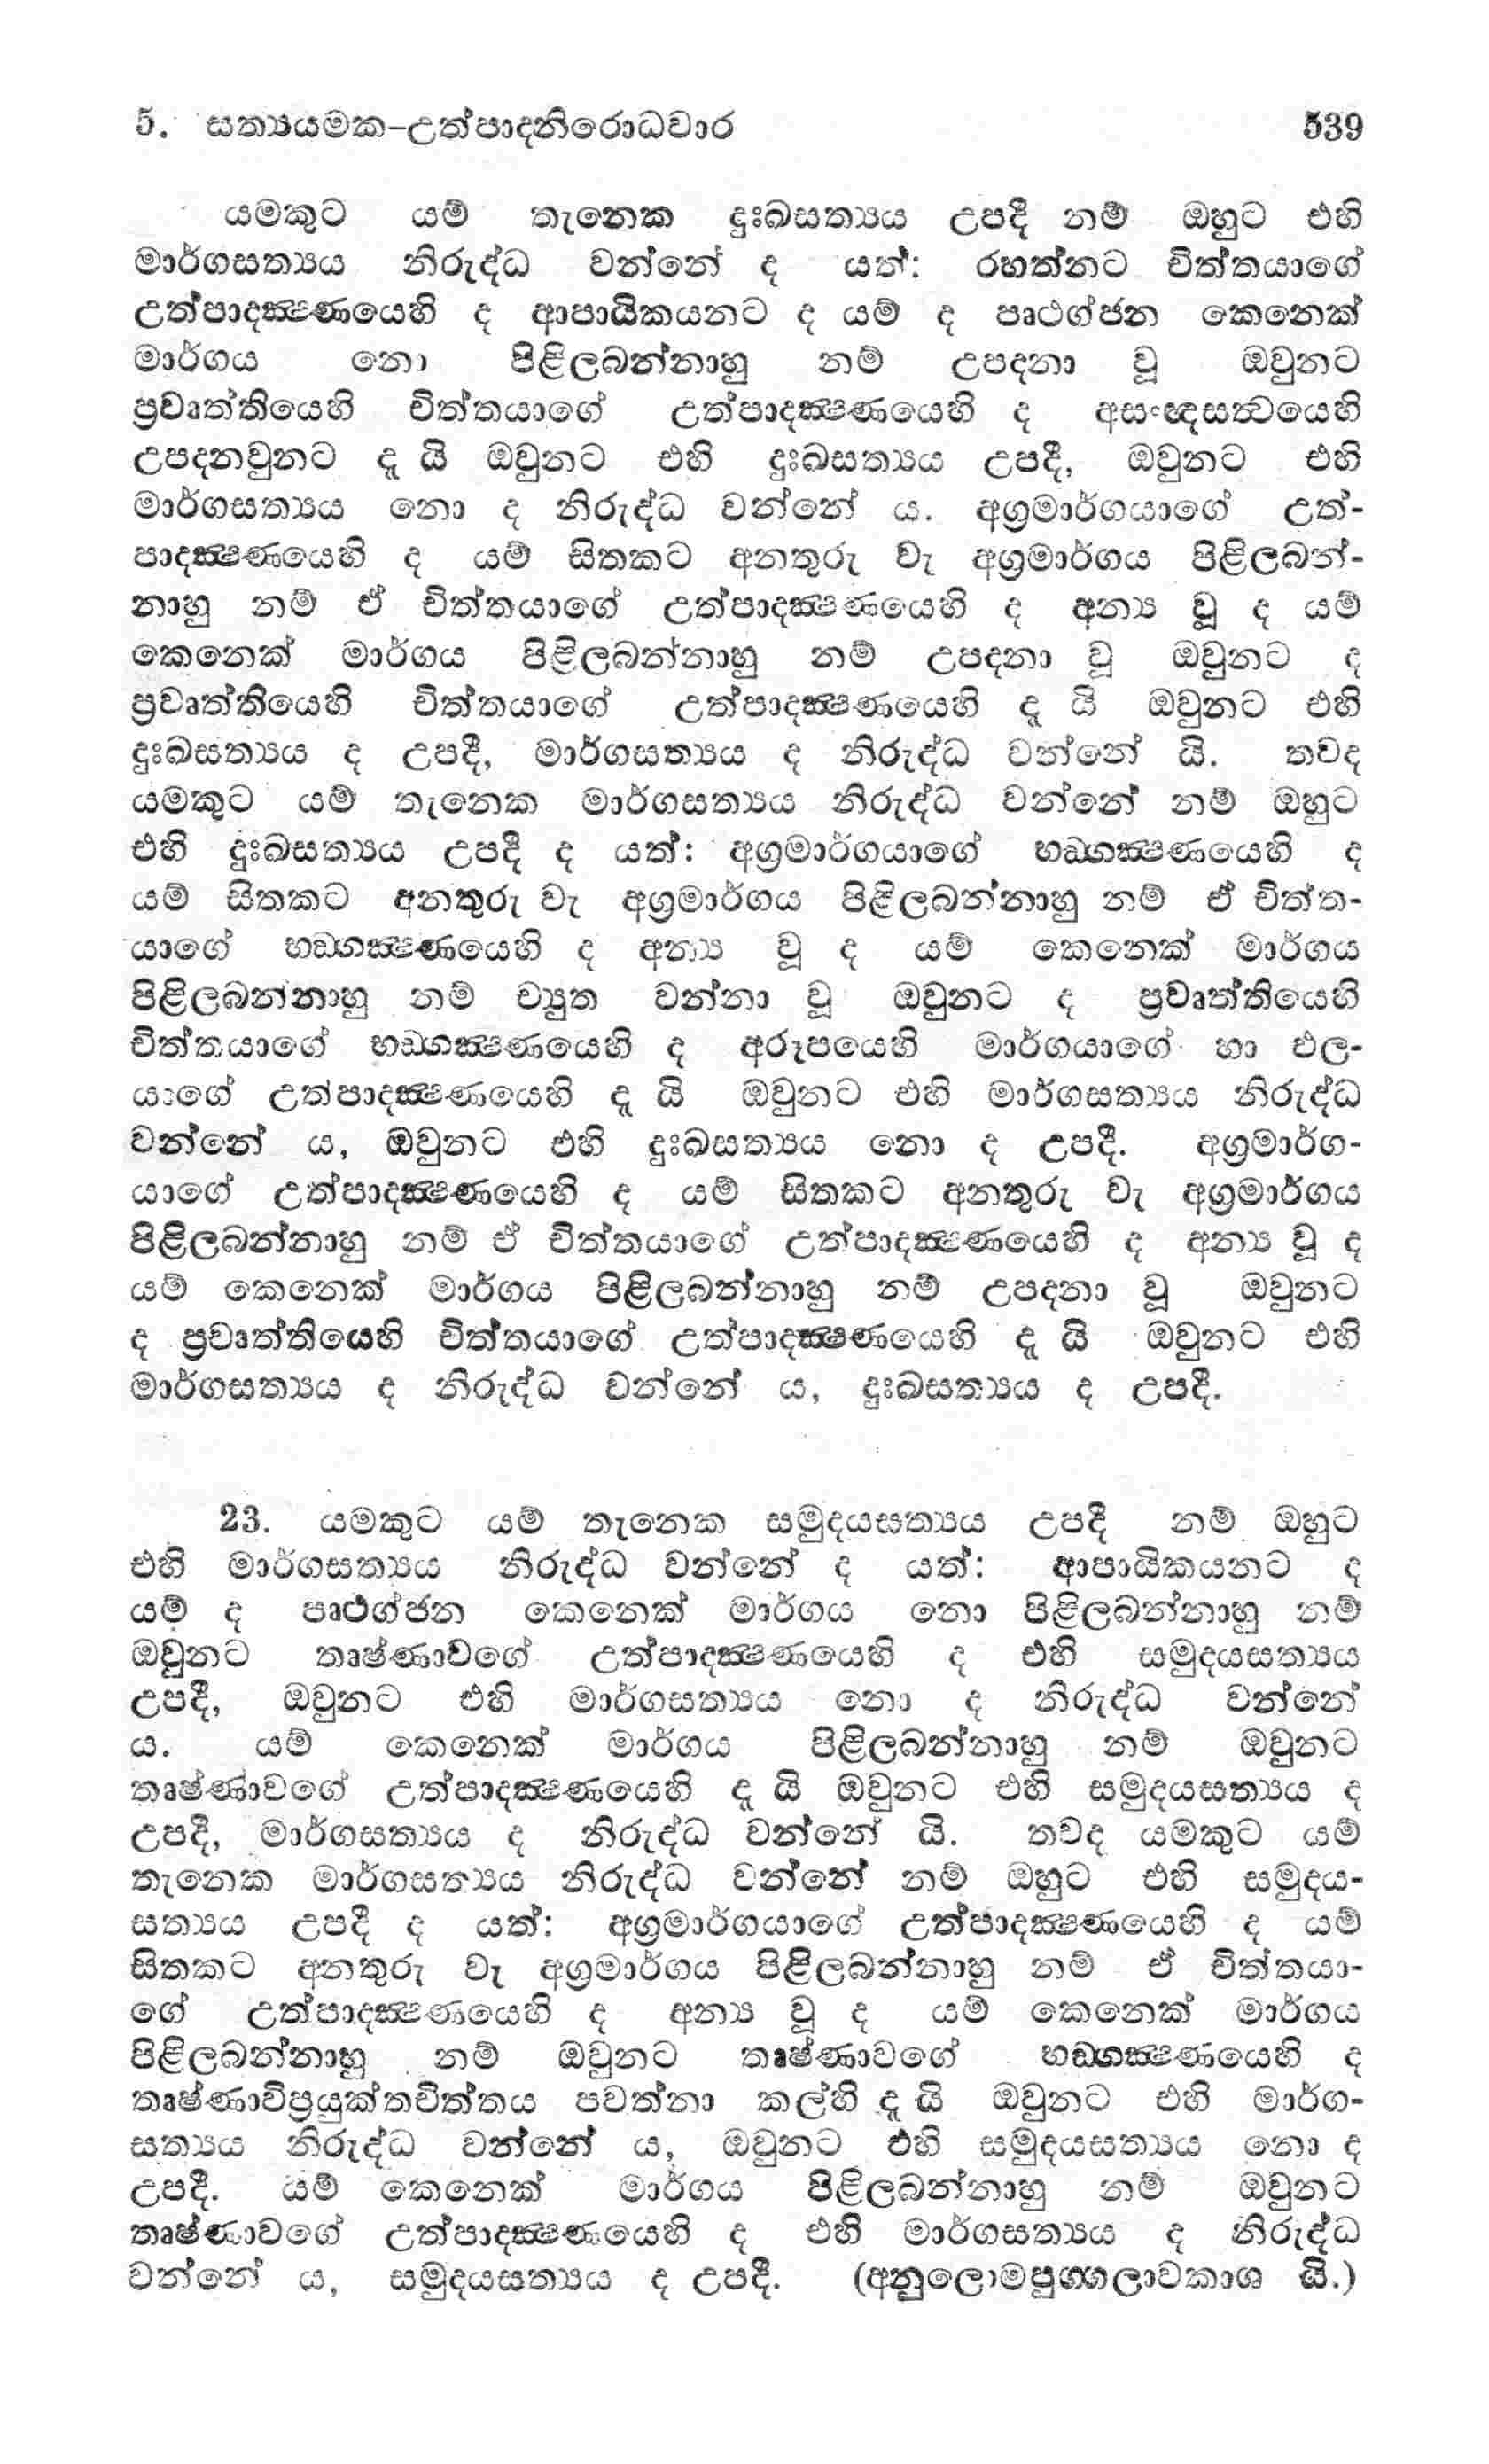 5. සත්‍යයමක–උත්පාදනිරොධවාර 539
යමකුට යම් තැනෙක දුඃඛසත්‍යය උපදී නම් ඔහුට එහි
මාර්ගසත්‍යය නිරුද්ධ වන්නේ ද යත්: රහත්නට චිත්තයාගේ
උත්පාදක්‍ෂණයෙහි ද ආපායිකයනට ද යම් ද පෘථග්ජන කෙනෙක්
මාර්ගය නො පිළිලබන්නාහු නම් උපදනා වූ ඔවුනට
ප්‍රවෘත්තියෙහි චිත්තයාගේ උත්පාදක්‍ෂණයෙහි ද අසංඥසත්‍වයෙහි
උපදනවුනට දැ යි ඔවුනට එහි දුඃඛසත්‍යය උපදී, ඔවුනට එහි
මාර්ගසත්‍යය නො ද නිරුද්ධ වන්නේ ය. අග්‍රමාර්ගයාගේ උත්-
පාදක්‍ෂණයෙහි ද යම් සිතකට අනතුරු වැ අග්‍රමාර්ගය පිළිලබන්-
නාහු නම් ඒ චිත්තයාගේ උත්පාදක්‍ෂණයෙහි ද අන්‍ය වූ ද යම්
කෙනෙක් මාර්ගය පිළිලබන්නාහු නම් උපදනා වූ ඔවුනට ද
ප්‍රවෘත්තියෙහි චිත්තයාගේ උත්පාදක්‍ෂණයෙහි දැ යි ඔවුනට එහි
දුඃඛසත්‍යය ද උපදී, මාර්ගසත්‍යය ද නිරුද්ධ වන්නේ යි. තවද
යමකුට යම් තැනෙක මාර්ගසත්‍යය නිරුද්ධ වන්නේ නම් ඔහුට
එහි දුඃඛසත්‍යය උපදී ද යත්: අග්‍රමාර්ගයාගේ භඞ්ගක්‍ෂණයෙහි ද
යම් සිතකට අනතුරු වැ අග්‍රමාර්ගය පිළිලබන්නාහු නම් ඒ චිත්ත-
යාගේ භඞ්ගක්‍ෂණයෙහි ද අන්‍ය වූ ද යම් කෙනෙක් මාර්ගය
පිළිලබන්නාහු නම් ච්‍යුත වන්නා වූ ඔවුනට ද ප්‍රවෘත්තියෙහි
චිත්තයාගේ භඞ්ගක්‍ෂණයෙහි ද අරූපයෙහි මාර්ගයාගේ හා ඵල-
යාගේ උත්පාදක්‍ෂණයෙහි දැ යි ඔවුනට එහි මාර්ගසත්‍යය නිරුද්ධ
වන්නේ ය, ඔවුනට එහි දුඃඛසත්‍යය නො ද උපදී. අග්‍රමාර්ග-
යාගේ උත්පාදක්‍ෂණයෙහි ද යම් සිතකට අනතුරු වැ අග්‍රමාර්ගය
පිළිලබන්නාහු නම් ඒ චිත්තයාගේ උත්පාදක්‍ෂණයෙහි ද අන්‍ය වූ ද
යම් කෙනෙක් මාර්ගය පිළිලබන්නාහු නම් උපදනා වූ ඔවුනට
ද ප්‍රවෘත්තියෙහි චිත්තයාගේ උත්පාදක්‍ෂණයෙහි දැ යි ඔවුනට එහි
මාර්ගසත්‍යය ද නිරුද්ධ වන්නේ ය, දුඃඛසත්‍යය ද උපදී.
23. යමකුට යම් තැනෙක සමුදයසත්‍යය උපදී නම් ඔහුට
එහි මාර්ගසත්‍යය නිරුද්ධ වන්නේ ද යත්: ආපායිකයනට ද
යම් ද පෘථග්ජන කෙනෙක් මාර්ගය නො පිළිලබන්නාහු නම්
ඔවුනට තෘෂ්ණාවගේ උත්පාදක්‍ෂණයෙහි ද එහි සමුදයසත්‍යය
උපදී, ඔවුනට එහි මාර්ගසත්‍යය නො ද නිරුද්ධ වන්නේ
ය. යම් කෙනෙක් මාර්ගය පිළිලබන්නාහු නම් ඔවුනට
තෘෂ්ණාවගේ උත්පාදක්‍ෂණයෙහි දැ යි ඔවුනට එහි සමුදයසත්‍යය ද
උපදී, මාර්ගසත්‍යය ද නිරුද්ධ වන්නේ යි. තවද යමකුට යම්
තැනෙක මාර්ගසත්‍යය නිරුද්ධ වන්නේ නම් ඔහුට එහි සමුදය-
සත්‍යය උපදී ද යත්: අග්‍රමාර්ගයාගේ උත්පාදක්‍ෂණයෙහි ද යම්
සිතකට අනතුරු වැ අග්‍රමාර්ගය පිළිලබන්නාහු නම් ඒ චිත්තයා-
ගේ උත්පාදක්‍ෂණයෙහි ද අන්‍ය වූ ද යම් කෙනෙක් මාර්ගය
පිළිලබන්නාහු නම් ඔවුනට තෘෂ්ණාවගේ භඞ්ගක්‍ෂණයෙහි ද
තෘෂ්ණාවිප්‍රයුක්තචිත්තය පවත්නා කල්හි දැ යි ඔවුනට එහි මාර්ග-
සත්‍යය නිරුද්ධ වන්නේ ය, ඔවුනට එහි සමුදයසත්‍යය නො ද
උපදී. යම් කෙනෙක් මාර්ගය පිළිලබන්නාහු නම් ඔවුනට
තෘෂ්ණාවගේ උත්පාදක්‍ෂණයෙහි ද එහි මාර්ගසත්‍යය ද නිරුද්ධ
වන්නේ ය, සමුදයසත්‍යය ද උපදී. (අනුලොමපුග්ගලාවකාශ යි.)